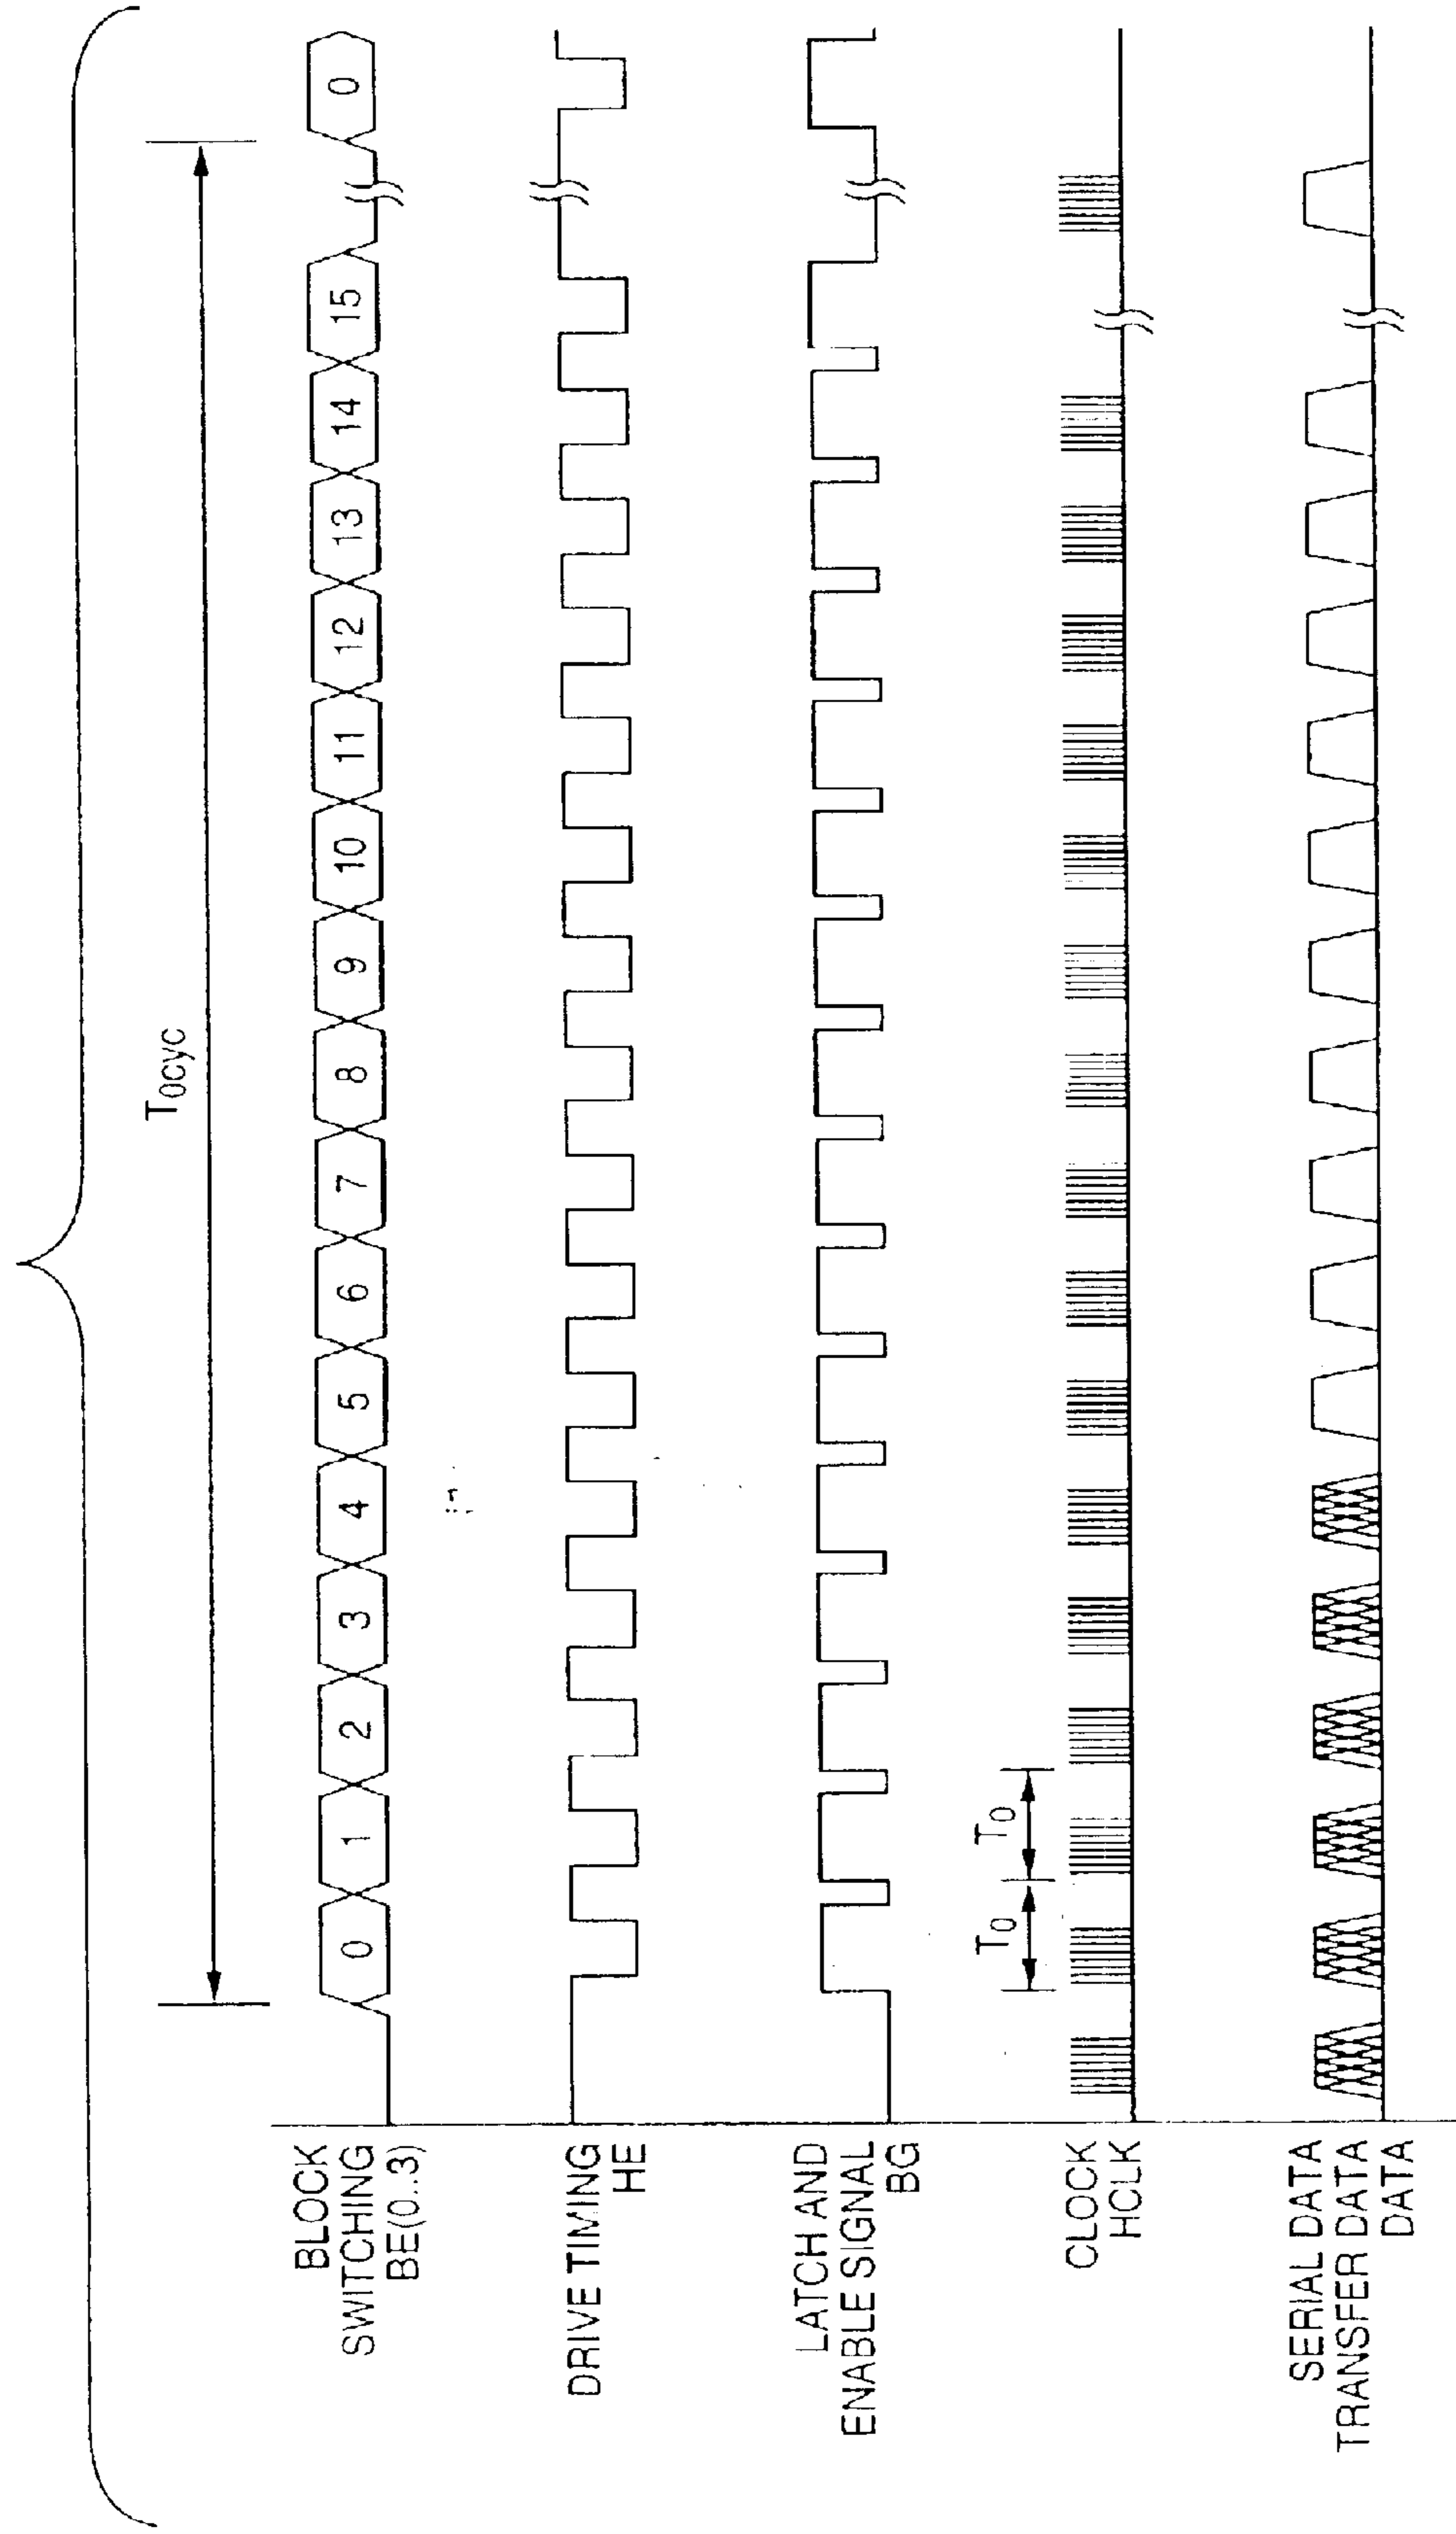 T0CYC
BLOCK
SWITCHING
BE(0..3)
0 1 2 3 4 5 6 7 8 9 10 11 12 13 14 15 0
DRIVE TIMING
HE
LATCH AND
ENABLE SIGNAL
BG
T0 T0
CLOCK
HCLK
SERIAL DATA
TRANSFER DATA
DATA